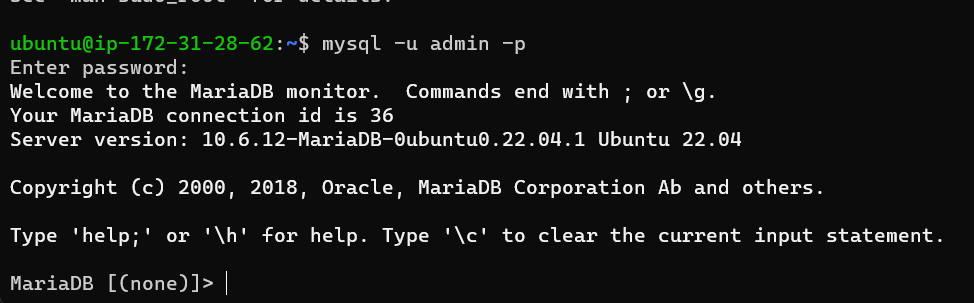 see "man sudo_root" for details.
ubuntu@ip-172-31-28-62:~$ mysql -u admin -p
Enter password:
Welcome to the MariaDB monitor.  Commands end with ; or \g.
Your MariaDB connection id is 36
Server version: 10.6.12-MariaDB-0ubuntu0.22.04.1 Ubuntu 22.04
Copyright (c) 2000, 2018, Oracle, MariaDB Corporation Ab and others.
Type 'help;' or '\h' for help. Type '\c' to clear the current input statement.
MariaDB [(none)]>